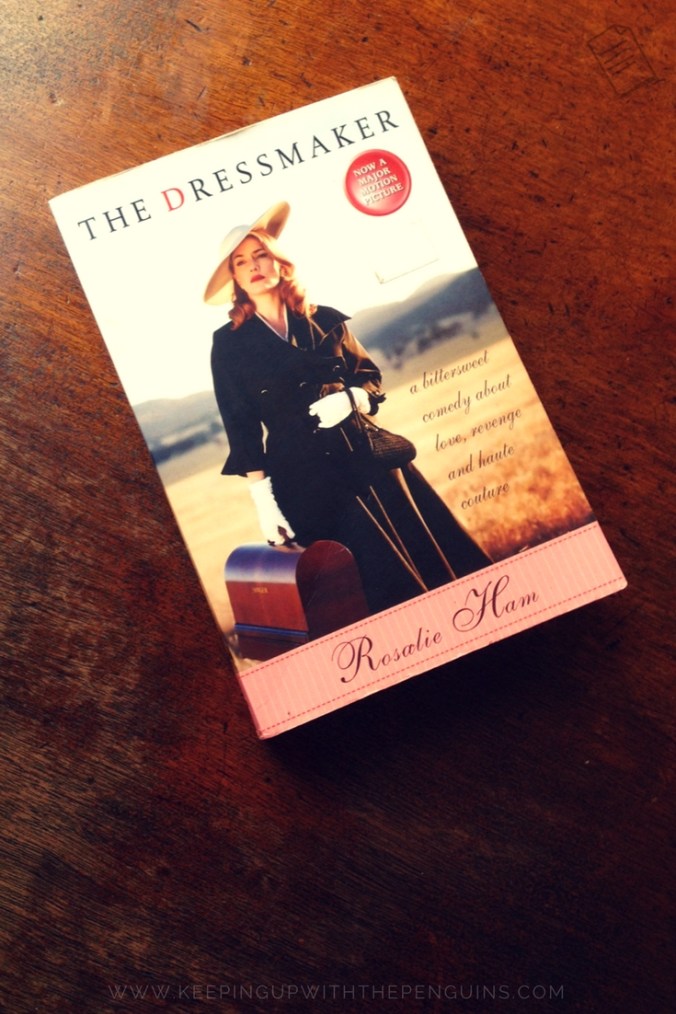 THE DRESSMAKER
NOW A
MAJOR
MOTION
PICTURE
a bittersweet
comedy about
love, revenge
and haute
couture
Rosalie Ham
WWW.KEEPINGUPWITHTHEPENGUINS.COM